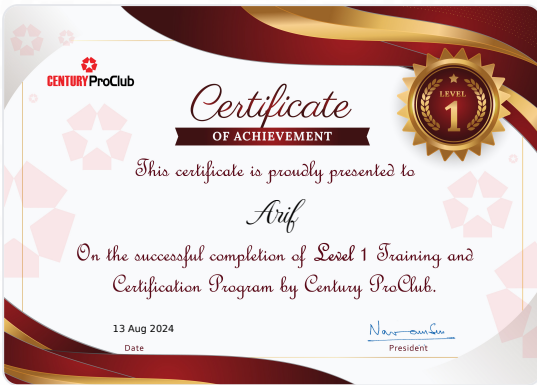 CENTURY ProClub
Certificate
OF ACHIEVEMENT
LEVEL
1
This certificate is proudly presented to
Arif
On the successful completion of Level 1 Training and
Certification Program by Century ProClub.
13 Aug 2024
Date
President